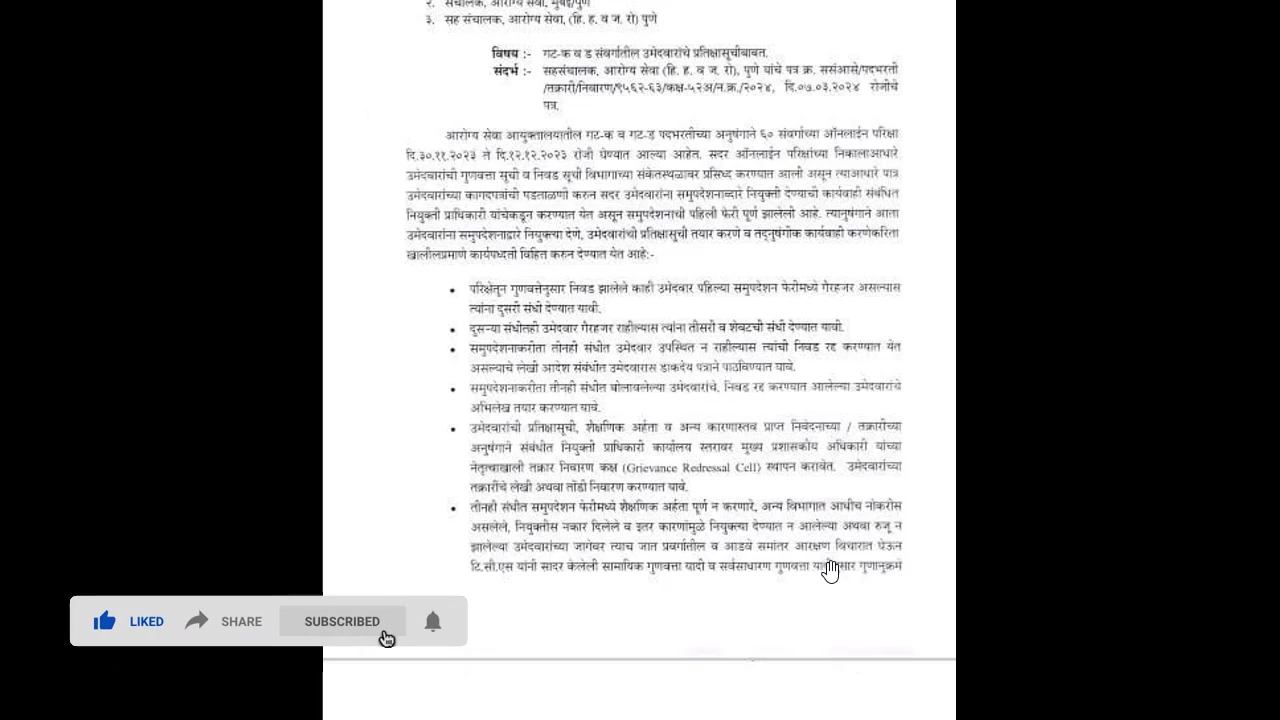 २. संचालक, आरोग्य सेवा, मुंबई/पुणे
३. सह संचालक, आरोग्य सेवा, (हि. ह. व ज. रो) पुणे
विषय :- गट-क व ड संवर्गातील उमेदवारांचे प्रतिक्षासूचीबाबत.
संदर्भ :- सहसंचालक, आरोग्य सेवा (हि. ह. व ज. रो), पुणे यांचे पत्र क्र. ससंआसे/पदभरती
/तक्रारी/निवारण/९५६२-६३/कक्ष-५२अ/न.क्र./२०२४, दि.०७.०३.२०२४ रोजीचे
पत्र.
आरोग्य सेवा आयुक्तालयातील गट-क व गट-ड पदभरतीच्या अनुषंगाने ६० संवर्गाच्या ऑनलाईन परिक्षा
दि.३०.११.२०२३ ते दि.१२.१२.२०२३ रोजी घेण्यात आल्या आहेत. सदर ऑनलाईन परिक्षांच्या निकालाआधारे
उमेदवारांची गुणवत्ता सूची व निवड सूची विभागाच्या संकेतस्थळावर प्रसिध्द करण्यात आली असून त्याआधारे पात्र
उमेदवारांच्या कागदपत्रांची पडताळणी करुन सदर उमेदवारांना समुपदेशनाव्दारे नियुक्ती देण्याची कार्यवाही संबंधित
नियुक्ती प्राधिकारी यांचेकडून करण्यात येत असून समुपदेशनाची पहिली फेरी पूर्ण झालेली आहे. त्यानुषंगाने आता
उमेदवारांना समुपदेशनाद्वारे नियुक्त्या देणे, उमेदवारांची प्रतिक्षासूची तयार करणे व तद्नुषंगीक कार्यवाही करणेकरिता
खालीलप्रमाणे कार्यपध्दती विहित करुन देण्यात येत आहे:-
• परिक्षेतून गुणवत्तेनुसार निवड झालेले काही उमेदवार पहिल्या समुपदेशन फेरीमध्ये गैरहजर असल्यास
त्यांना दुसरी संधी देण्यात यावी.
• दुसऱ्या संधीतही उमेदवार गैरहजर राहील्यास त्यांना तीसरी व शेवटची संधी देण्यात यावी.
• समुपदेशनाकरीता तीनही संधीत उमेदवार उपस्थित न राहील्यास त्यांची निवड रद्द करण्यात येत
असल्याचे लेखी आदेश संबंधीत उमेदवारास डाकदेय पत्राने पाठविण्यात यावे.
• समुपदेशनाकरीता तीनही संधीत बोलावलेल्या उमेदवारांचे, निवड रद्द करण्यात आलेल्या उमेदवारांचे
अभिलेख तयार करण्यात यावे.
• उमेदवारांची प्रतिक्षासूची, शैक्षणिक अर्हता व अन्य कारणास्तव प्राप्त निवेदनाच्या / तक्रारीच्या
अनुषंगाने संबंधीत नियुक्ती प्राधिकारी कार्यालय स्तरावर मुख्य प्रशासकीय अधिकारी यांच्या
नेतृत्वाखाली तक्रार निवारण कक्ष (Grievance Redressal Cell) स्थापन करावेत. उमेदवारांच्या
तक्रारींचे लेखी अथवा तोंडी निवारण करण्यात यावे.
• तीनही संधीत समुपदेशन फेरीमध्ये शैक्षणिक अर्हता पूर्ण न करणारे, अन्य विभागात आधीच नोकरीस
असलेले, नियुक्तीस नकार दिलेले व इतर कारणांमुळे नियुक्त्या देण्यात न आलेल्या अथवा रुजू न
झालेल्या उमेदवारांच्या जागेवर त्याच जात प्रवर्गातील व आडवे समांतर आरक्षण विचारात घेऊन
टि.सी.एस यांनी सादर केलेली सामायिक गुणवत्ता यादी व सर्वसाधारण गुणवत्ता गुणानुक्रमे
LIKED SHARE SUBSCRIBED